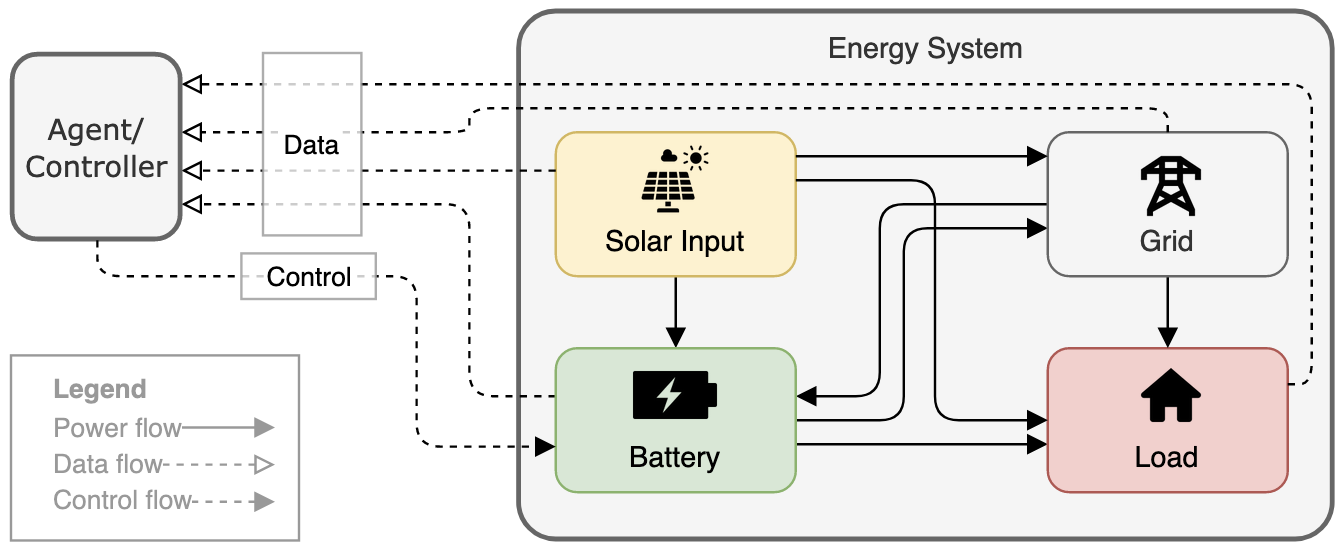 Energy System
Agent/
Controller
Data
Solar Input
Grid
Control
Battery
Load
Legend
Power flow
Data flow
Control flow